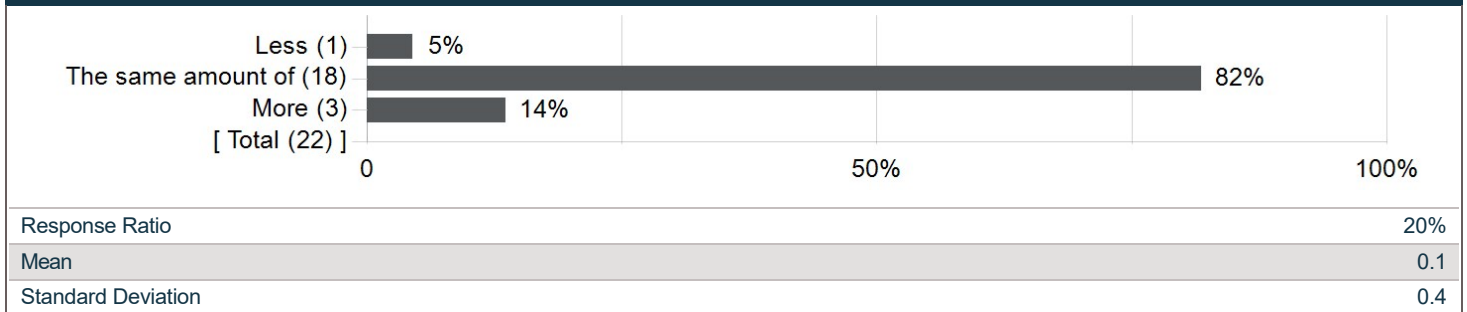 Less (1) 5%
The same amount of (18) 82%
More (3) 14%
[ Total (22) ]
0 50% 100%
Response Ratio 20%
Mean 0.1
Standard Deviation 0.4